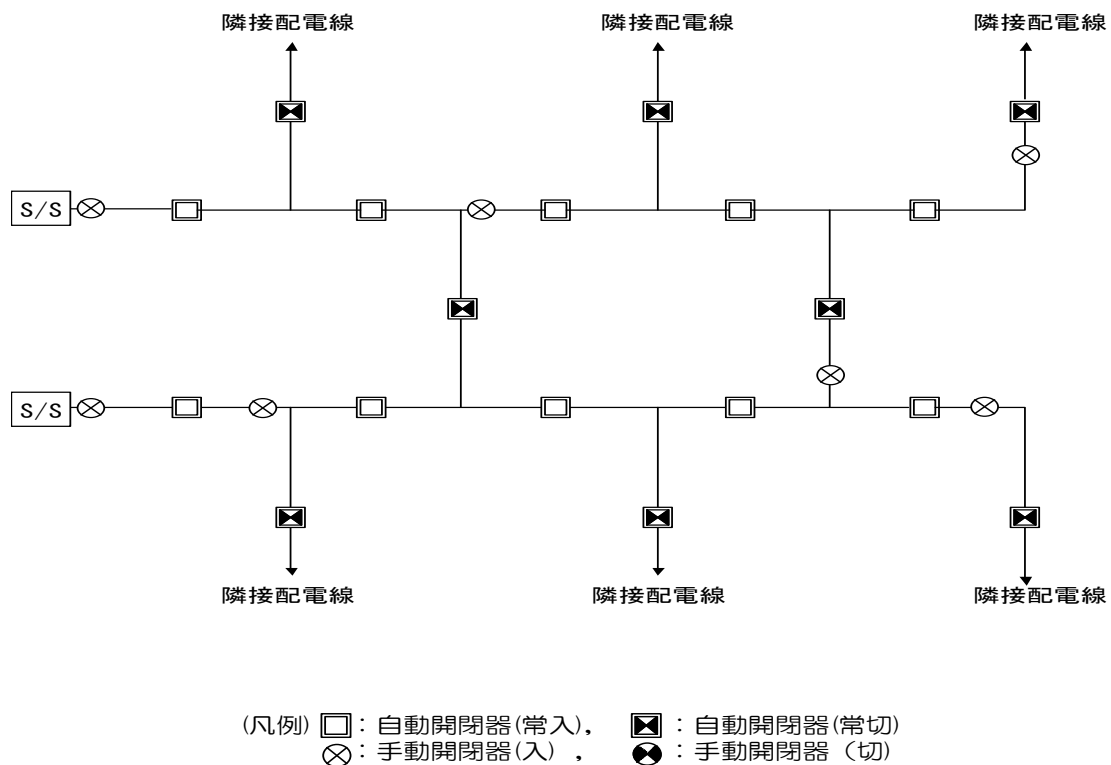 隣接配電線 隣接配電線 隣接配電線
S/S
S/S
隣接配電線 隣接配電線 隣接配電線
(凡例) : 自動開閉器(常入), : 自動開閉器(常切)
: 手動開閉器(入) , : 手動開閉器 (切)